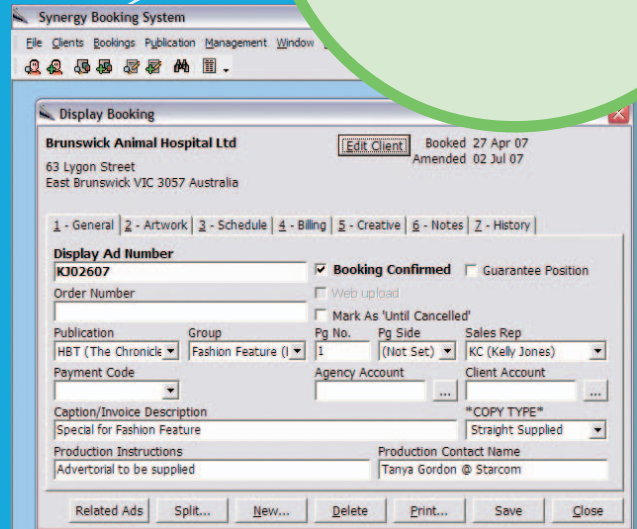 Synergy Booking System
File Clients Bookings Publication Management Window
Display Booking
Brunswick Animal Hospital Ltd
Edit Client
Booked 27 Apr 07
Amended 02 Jul 07
63 Lygon Street
East Brunswick VIC 3057 Australia
1 - General 2 - Artwork 3 - Schedule 4 - Billing 5 - Creative 6 - Notes 7 - History
Display Ad Number
KJ02607
Booking Confirmed Guarantee Position
Order Number
Web upload
Mark As 'Until Cancelled'
Publication Group Pg No. Pg Side Sales Rep
HBT (The Chronicle Fashion Feature (I 1 (Not Set) KC (Kelly Jones)
Payment Code Agency Account Client Account
... ...
Caption/Invoice Description *COPY TYPE*
Special for Fashion Feature Straight Supplied
Production Instructions Production Contact Name
Advertorial to be supplied Tanya Gordon @ Starcom
Related Ads Split... New... Delete Print... Save Close